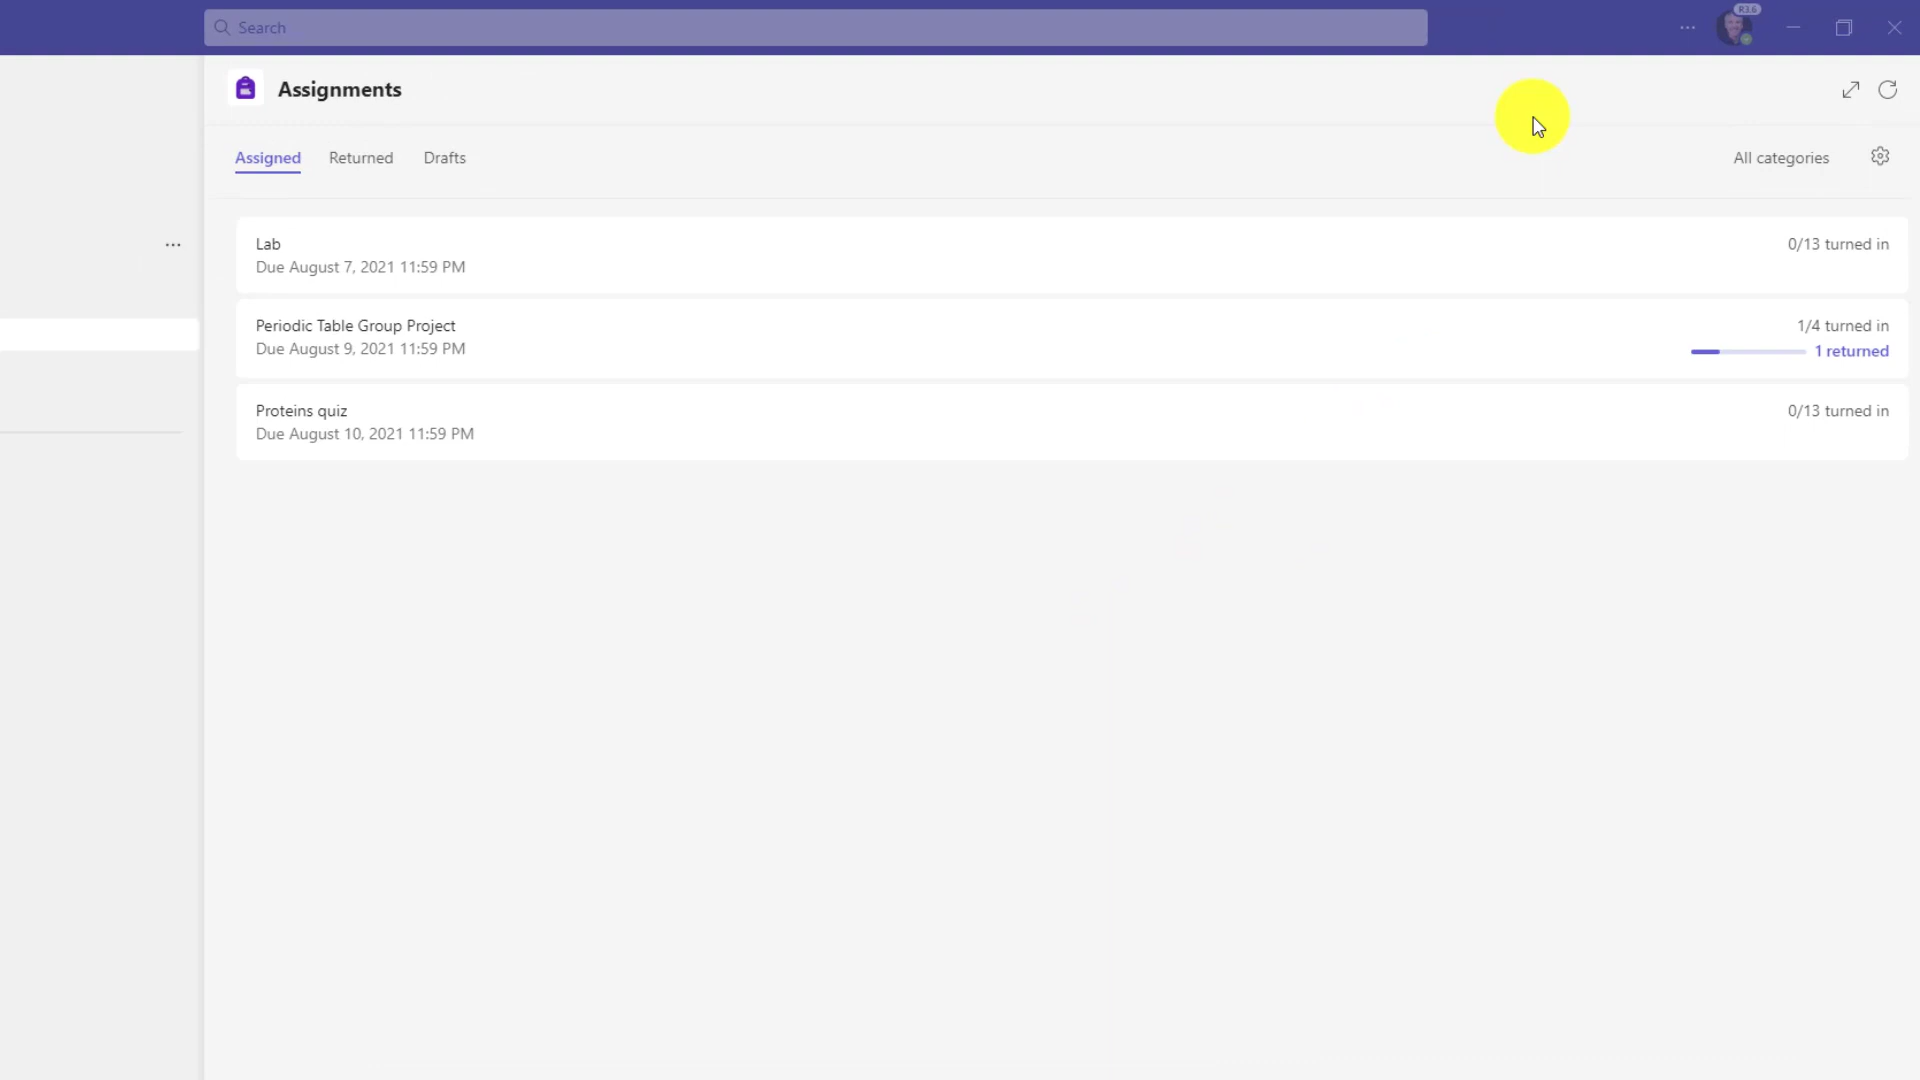 Search
R3.6
Assignments
Assigned Returned Drafts
All categories
Lab
Due August 7, 2021 11:59 PM
0/13 turned in
Periodic Table Group Project
Due August 9, 2021 11:59 PM
1/4 turned in
1 returned
Proteins quiz
Due August 10, 2021 11:59 PM
0/13 turned in